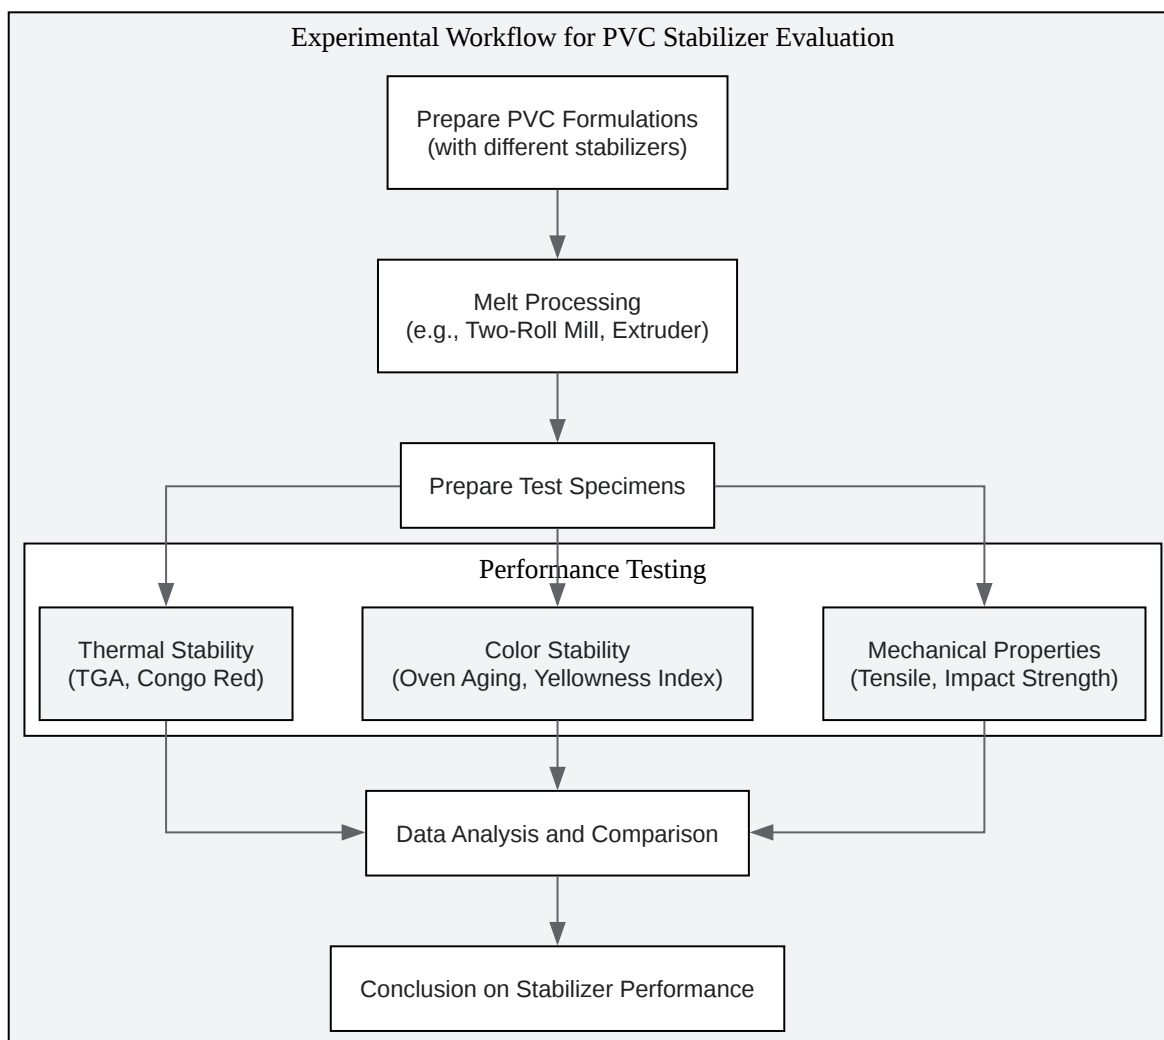 Experimental Workflow for PVC Stabilizer Evaluation
Prepare PVC Formulations
(with different stabilizers)
Melt Processing
(e.g., Two-Roll Mill, Extruder)
Prepare Test Specimens
Performance Testing
Thermal Stability
(TGA, Congo Red)
Color Stability
(Oven Aging, Yellowness Index)
Mechanical Properties
(Tensile, Impact Strength)
Data Analysis and Comparison
Conclusion on Stabilizer Performance